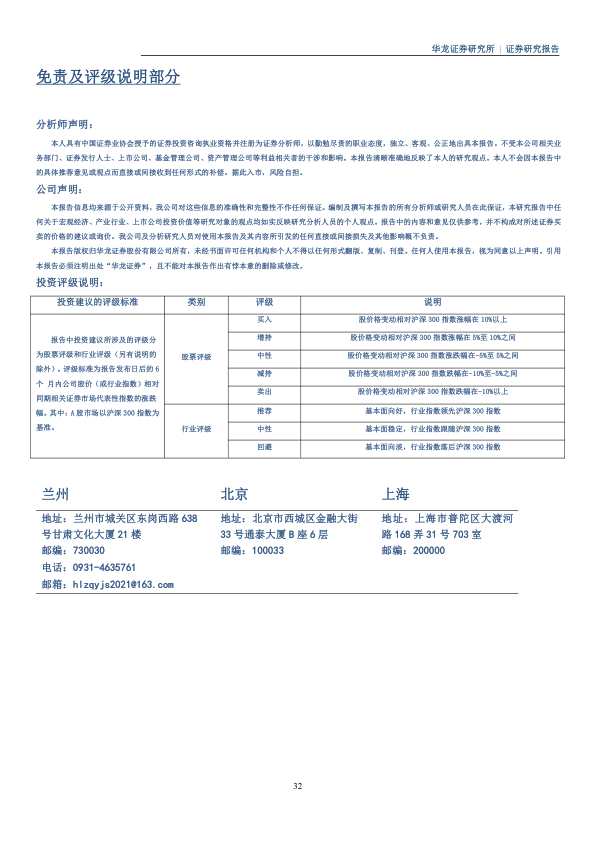 华龙证券研究所 | 证券研究报告
免责及评级说明部分
分析师声明：
本人具有中国证券业协会授予的证券投资咨询执业资格并注册为证券分析师，以勤勉尽责的职业态度，独立、客观、公正地出具本报告。不受本公司相关业
务部门、证券发行人士、上市公司、基金管理公司、资产管理公司等利益相关者的干涉和影响。本报告清晰准确地反映了本人的研究观点。本人不会因本报告中
的具体推荐意见或观点而直接或间接收到任何形式的补偿。据此入市，风险自担。
公司声明：
本报告信息均来源于公开资料，我公司对这些信息的准确性和完整性不作任何保证。编制及撰写本报告的所有分析师或研究人员在此保证，本研究报告中任
何关于宏观经济、产业行业、上市公司投资价值等研究对象的观点均如实反映研究分析人员的个人观点。报告中的内容和意见仅供参考，并不构成对所述证券买
卖的价格的建议或询价。我公司及分析研究人员对使用本报告及其内容所引发的任何直接或间接损失及其他影响概不负责。
本报告版权归华龙证券股份有限公司所有，未经书面许可任何机构和个人不得以任何形式翻版、复制、刊登。任何人使用本报告，视为同意以上声明。引用
本报告必须注明出处“华龙证券”，且不能对本报告作出有悖本意的删除或修改。
投资评级说明：
投资建议的评级标准 类别 评级 说明
报告中投资建议所涉及的评级分
为股票评级和行业评级（另有说明的
除外）。评级标准为报告发布日后的 6
个 月内公司股价（或行业指数）相对
同期相关证券市场代表性指数的涨跌
幅。其中：A 股市场以沪深 300 指数为
基准。
股票评级
买入 股价格变动相对沪深 300 指数涨幅在 10%以上
增持 股价格变动相对沪深 300 指数涨幅在 5%至 10%之间
中性 股价格变动相对沪深 300 指数涨跌幅在-5%至 5%之间
减持 股价格变动相对沪深 300 指数跌幅在-10%至-5%之间
卖出 股价格变动相对沪深 300 指数跌幅在-10%以上
行业评级
推荐 基本面向好，行业指数领先沪深 300 指数
中性 基本面稳定，行业指数跟随沪深 300 指数
回避 基本面向淡，行业指数落后沪深 300 指数
兰州
地址：兰州市城关区东岗西路 638
号甘肃文化大厦 21 楼
邮编：730030
电话：0931-4635761
邮箱：hlzqyjs2021@163.com
北京
地址：北京市西城区金融大街
33 号通泰大厦 B 座 6 层
邮编：100033
上海
地址：上海市普陀区大渡河
路 168 弄 31 号 703 室
邮编：200000
32